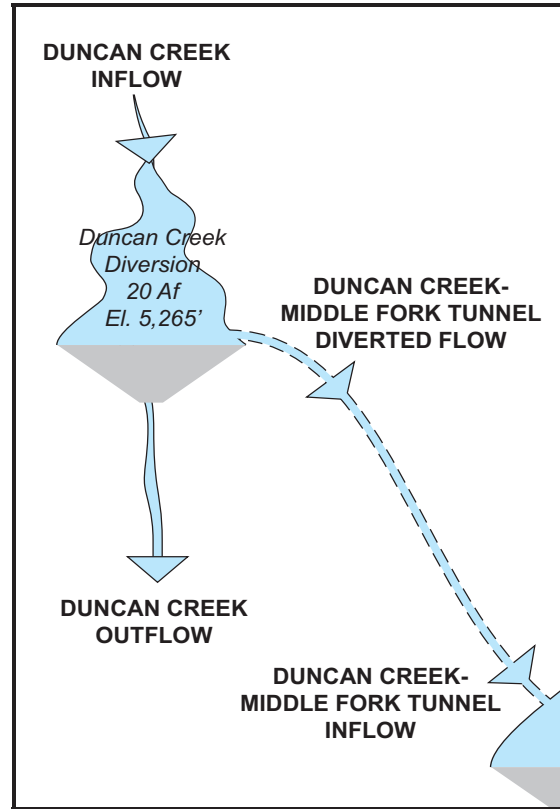 DUNCAN CREEK
INFLOW
Duncan Creek
Diversion
20 Af
El. 5,265’
DUNCAN CREEK-
MIDDLE FORK TUNNEL
DIVERTED FLOW
DUNCAN CREEK
OUTFLOW
DUNCAN CREEK-
MIDDLE FORK TUNNEL
INFLOW